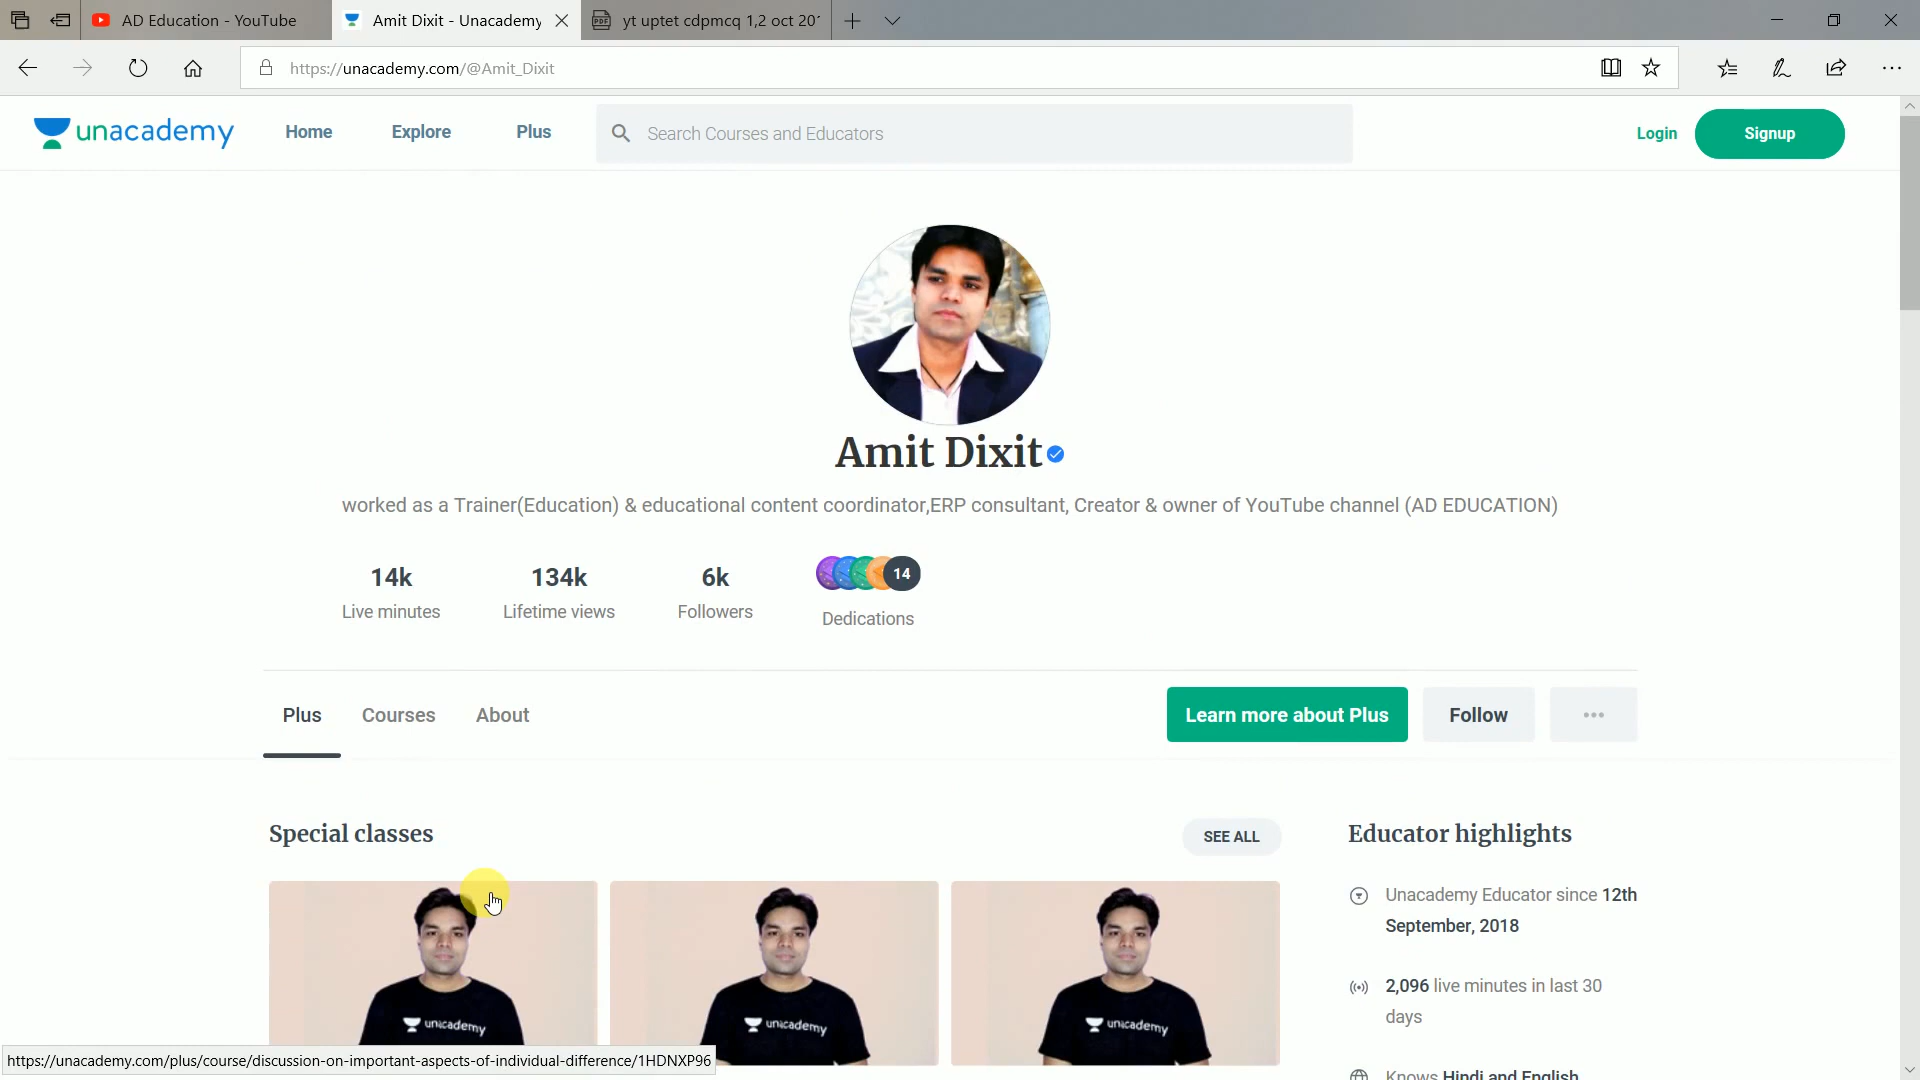 AD Education - YouTube
Amit Dixit - Unacademy
yt uptet cdpmcq 1,2 oct 20
https://unacademy.com/@Amit_Dixit
unacademy
Home
Explore
Plus
Search Courses and Educators
Login
Signup
Amit Dixit
worked as a Trainer(Education) & educational content coordinator,ERP consultant, Creator & owner of YouTube channel (AD EDUCATION)
14k
134k
6k
14
Live minutes
Lifetime views
Followers
Dedications
Plus
Courses
About
Learn more about Plus
Follow
Special classes
SEE ALL
Educator highlights
Unacademy Educator since 12th
September, 2018
2,096 live minutes in last 30
days
unacademy
unacademy
unacademy
https://unacademy.com/plus/course/discussion-on-important-aspects-of-individual-difference/1HDNXP96
Knows Hindi and English